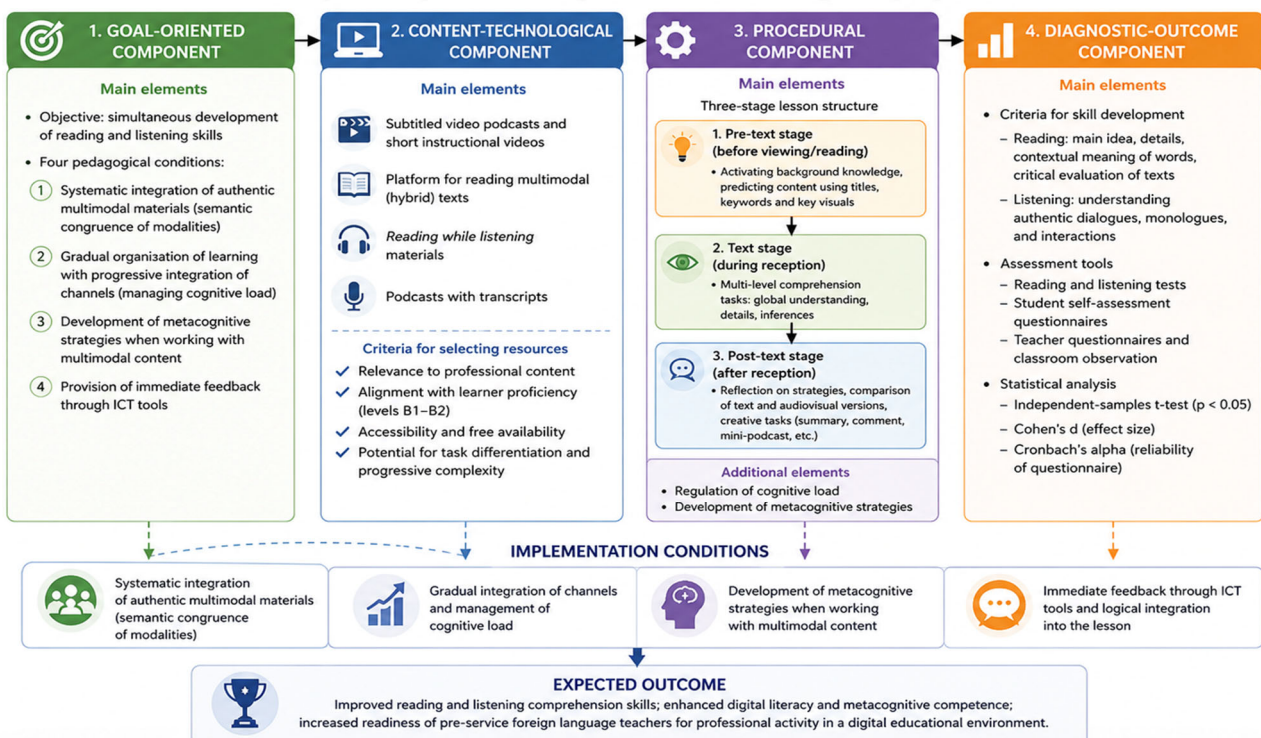 1. GOAL-ORIENTED
COMPONENT
Main elements
• Objective: simultaneous development
of reading and listening skills
• Four pedagogical conditions:
1 Systematic integration of authentic
multimodal materials (semantic
congruence of modalities)
2 Gradual organization of learning
with progressive integration of
channels (managing cognitive load)
3 Development of metacognitive
strategies when working with
multimodal content
4 Provision of immediate feedback
through ICT tools
2. CONTENT-TECHNOLOGICAL
COMPONENT
Main elements
Subtitled video podcasts and
short instructional videos
Platform for reading multimodal
(hybrid) texts
Reading while listening
materials
Podcasts with transcripts
Criteria for selecting resources
✓ Relevance to professional content
✓ Alignment with learner proficiency
(levels B1–B2)
✓ Accessibility and free availability
✓ Potential for task differentiation and
progressive complexity
3. PROCEDURAL
COMPONENT
Main elements
Three-stage lesson structure
1. Pre-text stage
(before viewing/reading)
• Activating background knowledge,
predicting content using titles,
keywords and key visuals
2. Text stage
(during reception)
• Multi-level comprehension
tasks: global understanding,
details, inferences
3. Post-text stage
(after reception)
• Reflection on strategies, comparison
of text and audiovisual versions,
creative tasks (summary, comment,
mini-podcast, etc.)
Additional elements
• Regulation of cognitive load
• Development of metacognitive strategies
4. DIAGNOSTIC-OUTCOME
COMPONENT
Main elements
• Criteria for skill development
– Reading: main idea, details,
contextual meaning of words,
critical evaluation of texts
– Listening: understanding
authentic dialogues, monologues,
and interactions
• Assessment tools
– Reading and listening tests
– Student self-assessment
questionnaires
– Teacher questionnaires and
classroom observation
• Statistical analysis
– Independent-samples t-test (p < 0.05)
– Cohen's d (effect size)
– Cronbach's alpha (reliability
of questionnaire)
IMPLEMENTATION CONDITIONS
Systematic integration
of authentic multimodal materials
(semantic congruence
of modalities)
Gradual integration of channels
and management of
cognitive load
Development of metacognitive
strategies when working
with multimodal content
Immediate feedback through ICT
tools and logical integration
into the lesson
EXPECTED OUTCOME
Improved reading and listening comprehension skills; enhanced digital literacy and metacognitive competence;
increased readiness of pre-service foreign language teachers for professional activity in a digital educational environment.